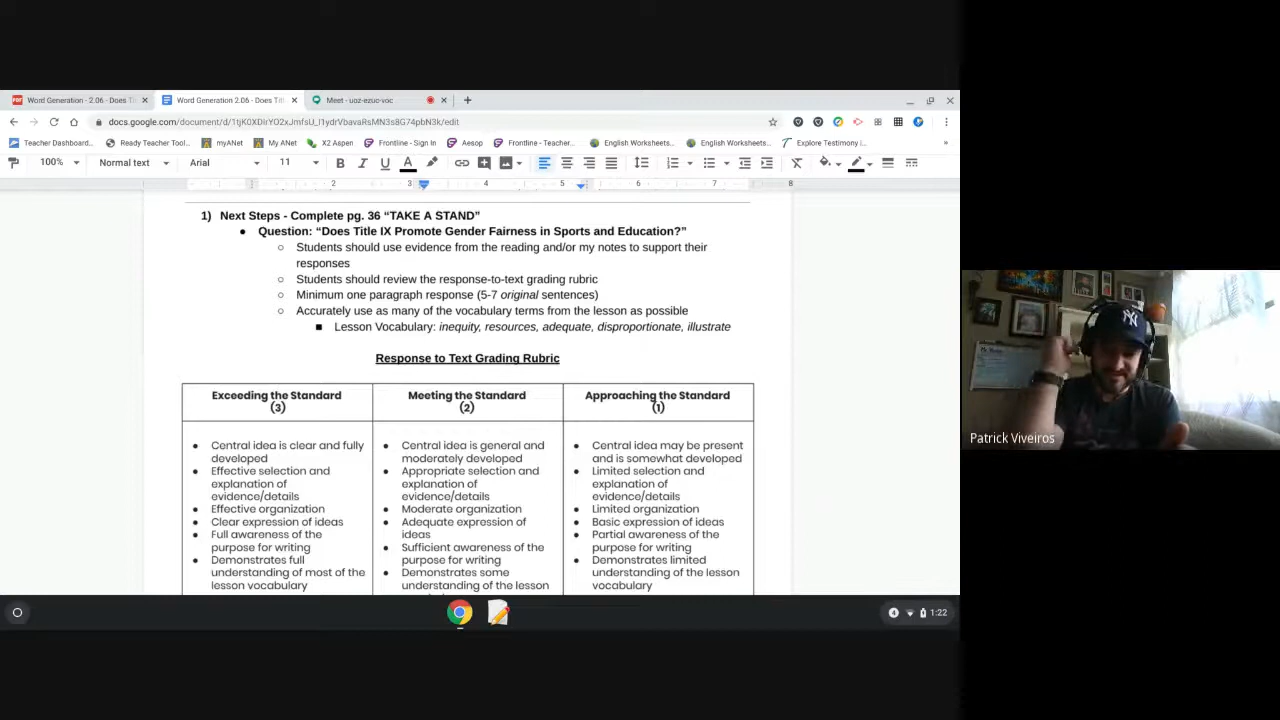 Word Generation - 2.06 - Does Ti
Word Generation 2.06 - Does Titl
Meet - uoz-ezuc-voc
docs.google.com/document/d/1tjK0XDIrYO2xJmfsU_I1ydrVbavaRsMN3s8G74pbN3k/edit
Teacher Dashboard...
Ready Teacher Tool...
myANet
My ANet
X2 Aspen
Frontline - Sign In
Aesop
Frontline - Teacher...
English Worksheets...
English Worksheets...
Explore Testimony I...
100%
Normal text
Arial
11
B I U A
2 3 4 5 6 7 8
1) Next Steps - Complete pg. 36 “TAKE A STAND”
● Question: “Does Title IX Promote Gender Fairness in Sports and Education?”
○ Students should use evidence from the reading and/or my notes to support their
responses
○ Students should review the response-to-text grading rubric
○ Minimum one paragraph response (5-7 original sentences)
○ Accurately use as many of the vocabulary terms from the lesson as possible
■ Lesson Vocabulary: inequity, resources, adequate, disproportionate, illustrate
Response to Text Grading Rubric
Exceeding the Standard
(3)
Meeting the Standard
(2)
Approaching the Standard
(1)
● Central idea is clear and fully
developed
● Effective selection and
explanation of
evidence/details
● Effective organization
● Clear expression of ideas
● Full awareness of the
purpose for writing
● Demonstrates full
understanding of most of the
lesson vocabulary
● Central idea is general and
moderately developed
● Appropriate selection and
explanation of
evidence/details
● Moderate organization
● Adequate expression of
ideas
● Sufficient awareness of the
purpose for writing
● Demonstrates some
understanding of the lesson
● Central idea may be present
and is somewhat developed
● Limited selection and
explanation of
evidence/details
● Limited organization
● Basic expression of ideas
● Partial awareness of the
purpose for writing
● Demonstrates limited
understanding of the lesson
vocabulary
4
1:22
Patrick Viveiros